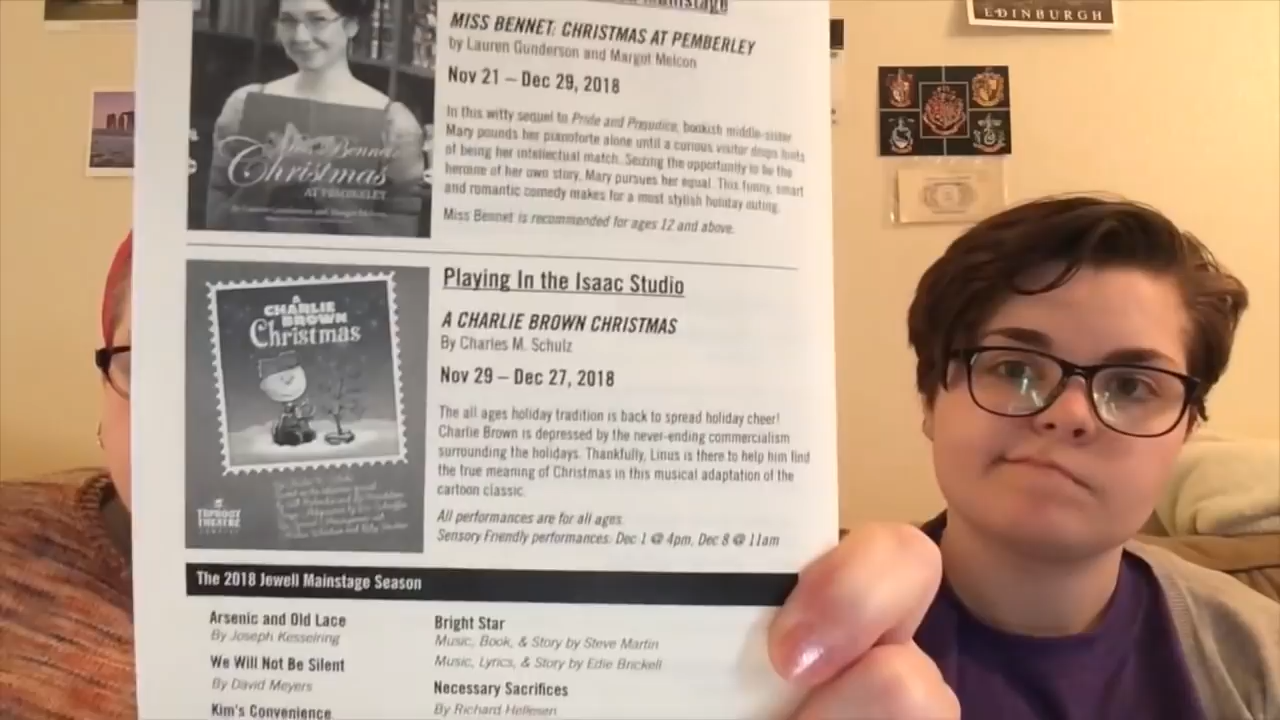 EDINBURGH
Mainstage
MISS BENNET: CHRISTMAS AT PEMBERLEY
by Lauren Gunderson and Margot Melcon
Nov 21 – Dec 29, 2018
In this witty sequel to Pride and Prejudice, bookish middle-sister
Mary pounds her pianoforte alone until a curious visitor drops hints
of being her intellectual match. Seizing the opportunity to be the
heroine of her own story, Mary pursues her equal. This funny, smart
and romantic comedy makes for a most stylish holiday outing.
Miss Bennet is recommended for ages 12 and above.
Miss Bennet
Christmas
AT PEMBERLEY
Playing In the Isaac Studio
A CHARLIE BROWN CHRISTMAS
By Charles M. Schulz
Nov 29 – Dec 27, 2018
The all ages holiday tradition is back to spread holiday cheer!
Charlie Brown is depressed by the never-ending commercialism
surrounding the holidays. Thankfully, Linus is there to help him find
the true meaning of Christmas in this musical adaptation of the
cartoon classic.
All performances are for all ages.
Sensory Friendly performances: Dec 1 @ 4pm, Dec 8 @ 11am
A
CHARLIE
BROWN
Christmas
TAPROOT
THEATRE
COMPANY
The 2018 Jewell Mainstage Season
Arsenic and Old Lace
By Joseph Kesselring
We Will Not Be Silent
By David Meyers
Kim's Convenience
Bright Star
Music, Book, & Story by Steve Martin
Music, Lyrics, & Story by Edie Brickell
Necessary Sacrifices
By Richard Hellesen